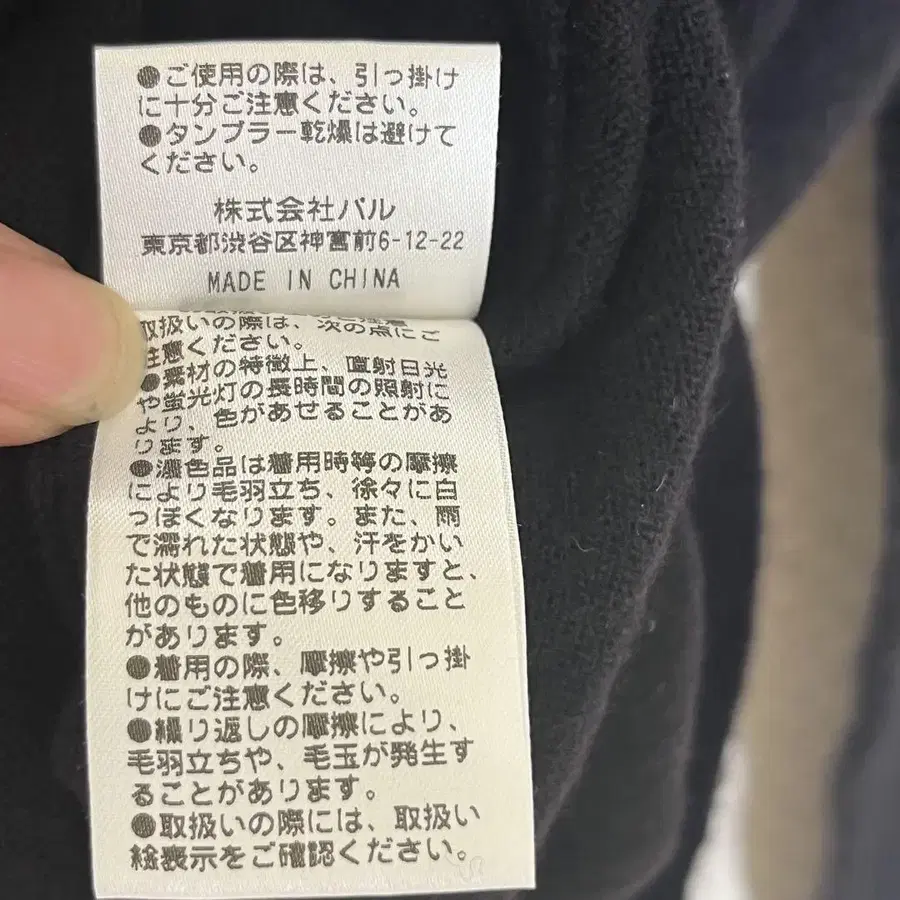 ●ご使用の際は、引っ掛け
に十分ご注意ください。
●タンブラー乾燥は避けて
ください。
株式会社パル
東京都渋谷区神宮前6-12-22
MADE IN CHINA
取扱いの際は、次の点にご
注意ください。
●素材の特徴上、直射日光
や蛍光灯の長時間の照射に
より、色があせることがあ
ります。
●濃色品は着用時等の摩擦
により毛羽立ち、徐々に白
っぽくなります。また、雨
で濡れた状態や、汗をかい
た状態で着用になりますと、
他のものに色移りすること
があります。
●着用の際、摩擦や引っ掛
けにご注意ください。
●繰り返しの摩擦により、
毛羽立ちや、毛玉が発生す
ることがあります。
●取扱いの際には、取扱い
絵表示をご確認ください。